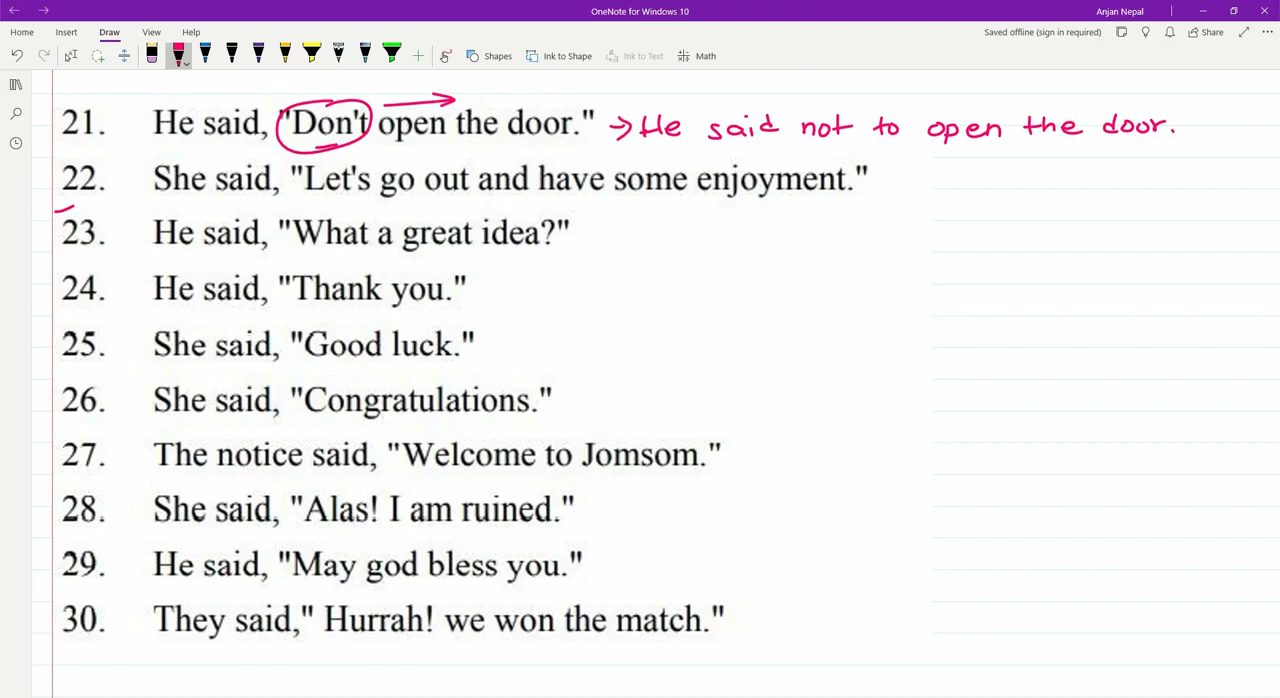 OneNote for Windows 10
Anjan Nepal
Home Insert Draw View Help
Saved offline (sign in required) Share
Shapes Ink to Shape Ink to Text Math
21. He said, "Don't open the door." → He said not to open the door.
22. She said, "Let's go out and have some enjoyment."
23. He said, "What a great idea?"
24. He said, "Thank you."
25. She said, "Good luck."
26. She said, "Congratulations."
27. The notice said, "Welcome to Jomsom."
28. She said, "Alas! I am ruined."
29. He said, "May god bless you."
30. They said," Hurrah! we won the match."